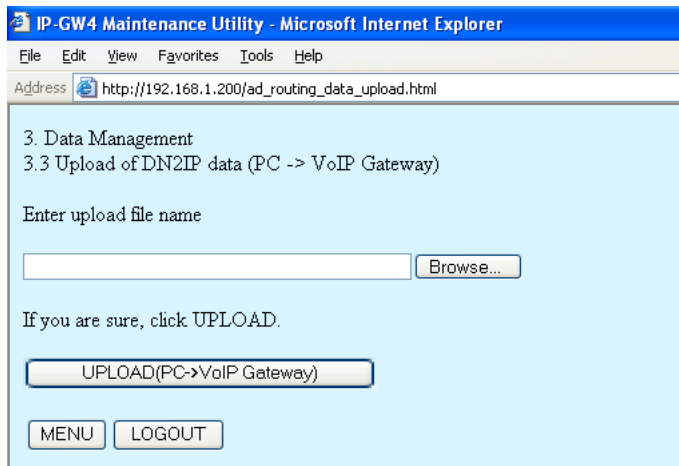 IP-GW4 Maintenance Utility - Microsoft Internet Explorer
File Edit View Favorites Tools Help
Address http://192.168.1.200/ad_routing_data_upload.html
3. Data Management
3.3 Upload of DN2IP data (PC -> VoIP Gateway)
Enter upload file name
Browse...
If you are sure, click UPLOAD.
UPLOAD(PC->VoIP Gateway)
MENU LOGOUT